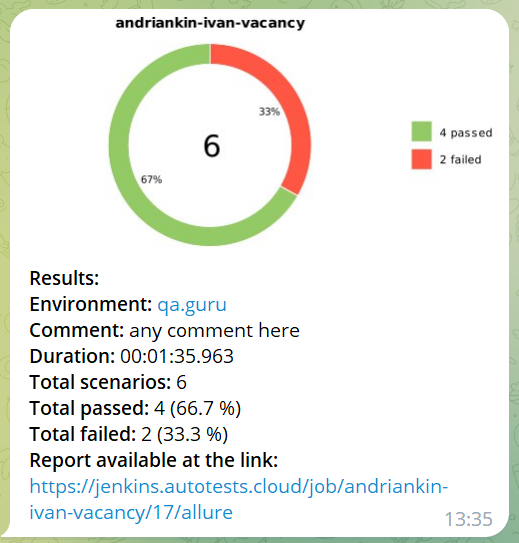 andriankin-ivan-vacancy
33%
4 passed
6
2 failed
67%
Results:
Environment: qa.guru
Comment: any comment here
Duration: 00:01:35.963
Total scenarios: 6
Total passed: 4 (66.7 %)
Total failed: 2 (33.3 %)
Report available at the link:
https://jenkins.autotests.cloud/job/andriankin-
ivan-vacancy/17/allure
13:35